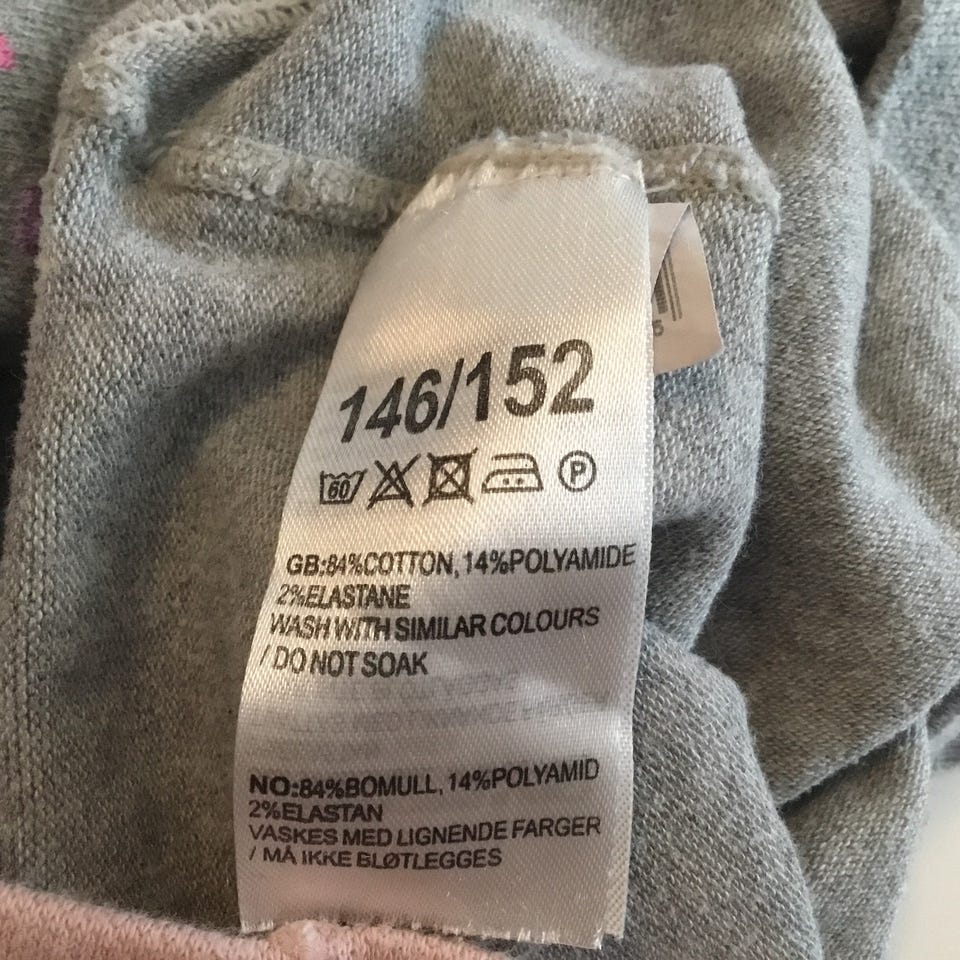 146/152
60 P
GB:84%COTTON, 14%POLYAMIDE
2%ELASTANE
WASH WITH SIMILAR COLOURS
/ DO NOT SOAK
NO:84%BOMULL, 14%POLYAMID
2%ELASTAN
VASKES MED LIGNENDE FARGER
/ MÅ IKKE BLØTLEGGES
5